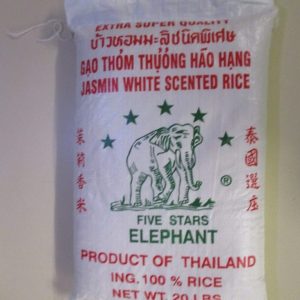 EXTRA SUPER QUALITY
ข้าวหอมมะลิชนิดพิเศษ
GẠO THƠM THƯỢNG HẢO HẠNG
JASMIN WHITE SCENTED RICE
茉莉香米
泰國選庄
®
FIVE STARS
ELEPHANT
PRODUCT OF THAILAND
ING. 100 % RICE
NET WT. 20 LBS